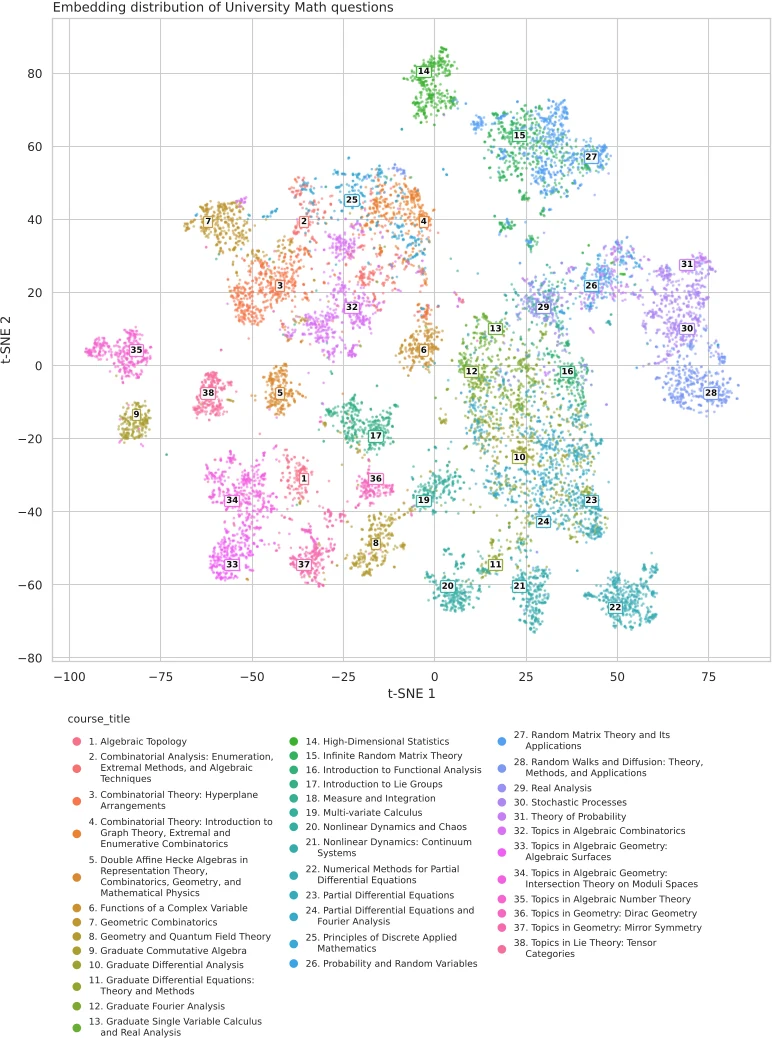 Embedding distribution of University Math questions
80
60
40
20
0
−20
−40
−60
−80
t-SNE 2
14
15
27
25
7
2
4
31
3
26
32
29
13
30
35
6
12
16
38
5
28
9
17
10
1
36
34
19
23
24
8
33
37
11
20
21
22
−100
−75
−50
−25
0
25
50
75
t-SNE 1
course_title
1. Algebraic Topology
2. Combinatorial Analysis: Enumeration,
Extremal Methods, and Algebraic
Techniques
3. Combinatorial Theory: Hyperplane
Arrangements
4. Combinatorial Theory: Introduction to
Graph Theory, Extremal and
Enumerative Combinatorics
5. Double Affine Hecke Algebras in
Representation Theory,
Combinatorics, Geometry, and
Mathematical Physics
6. Functions of a Complex Variable
7. Geometric Combinatorics
8. Geometry and Quantum Field Theory
9. Graduate Commutative Algebra
10. Graduate Differential Analysis
11. Graduate Differential Equations:
Theory and Methods
12. Graduate Fourier Analysis
13. Graduate Single Variable Calculus
and Real Analysis
14. High-Dimensional Statistics
15. Infinite Random Matrix Theory
16. Introduction to Functional Analysis
17. Introduction to Lie Groups
18. Measure and Integration
19. Multi-variate Calculus
20. Nonlinear Dynamics and Chaos
21. Nonlinear Dynamics: Continuum
Systems
22. Numerical Methods for Partial
Differential Equations
23. Partial Differential Equations
24. Partial Differential Equations and
Fourier Analysis
25. Principles of Discrete Applied
Mathematics
26. Probability and Random Variables
27. Random Matrix Theory and Its
Applications
28. Random Walks and Diffusion: Theory,
Methods, and Applications
29. Real Analysis
30. Stochastic Processes
31. Theory of Probability
32. Topics in Algebraic Combinatorics
33. Topics in Algebraic Geometry:
Algebraic Surfaces
34. Topics in Algebraic Geometry:
Intersection Theory on Moduli Spaces
35. Topics in Algebraic Number Theory
36. Topics in Geometry: Dirac Geometry
37. Topics in Geometry: Mirror Symmetry
38. Topics in Lie Theory: Tensor
Categories